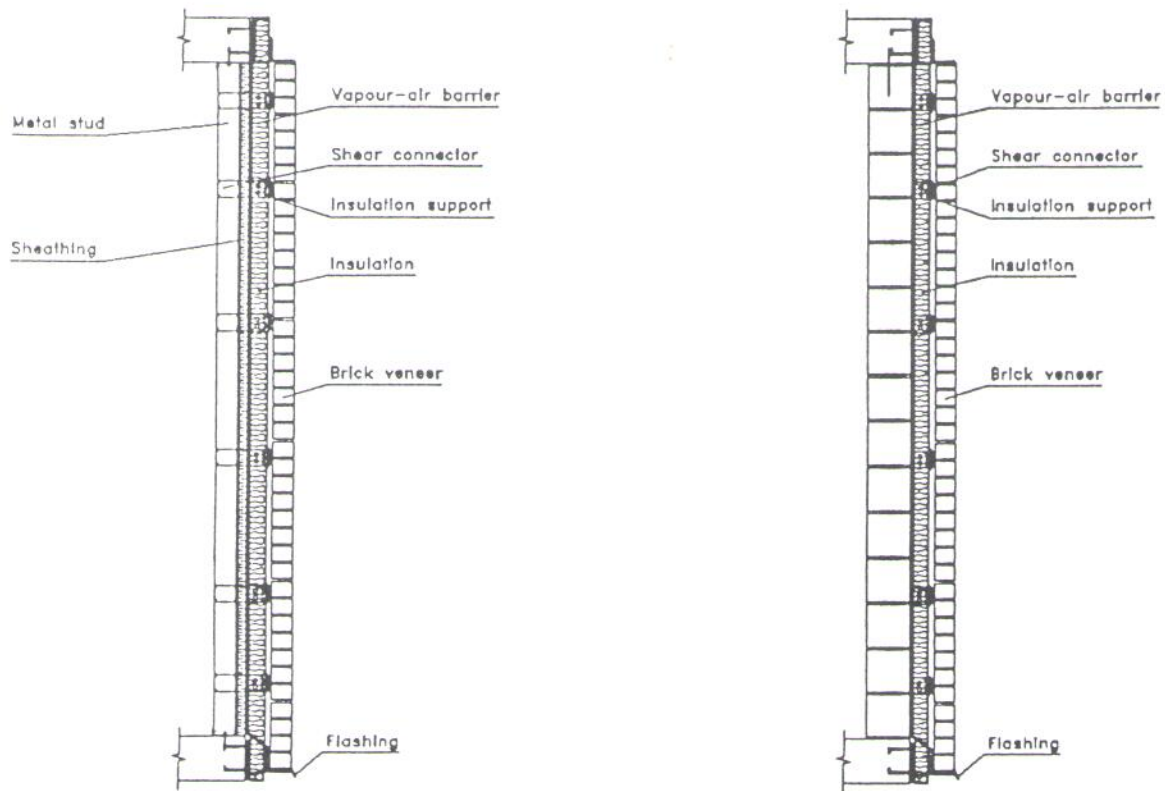 Vapour-air barrier
Metal stud
Shear connector
Insulation support
Sheathing
Insulation
Brick veneer
Flashing
Vapour-air barrier
Shear connector
Insulation support
Insulation
Brick veneer
Flashing